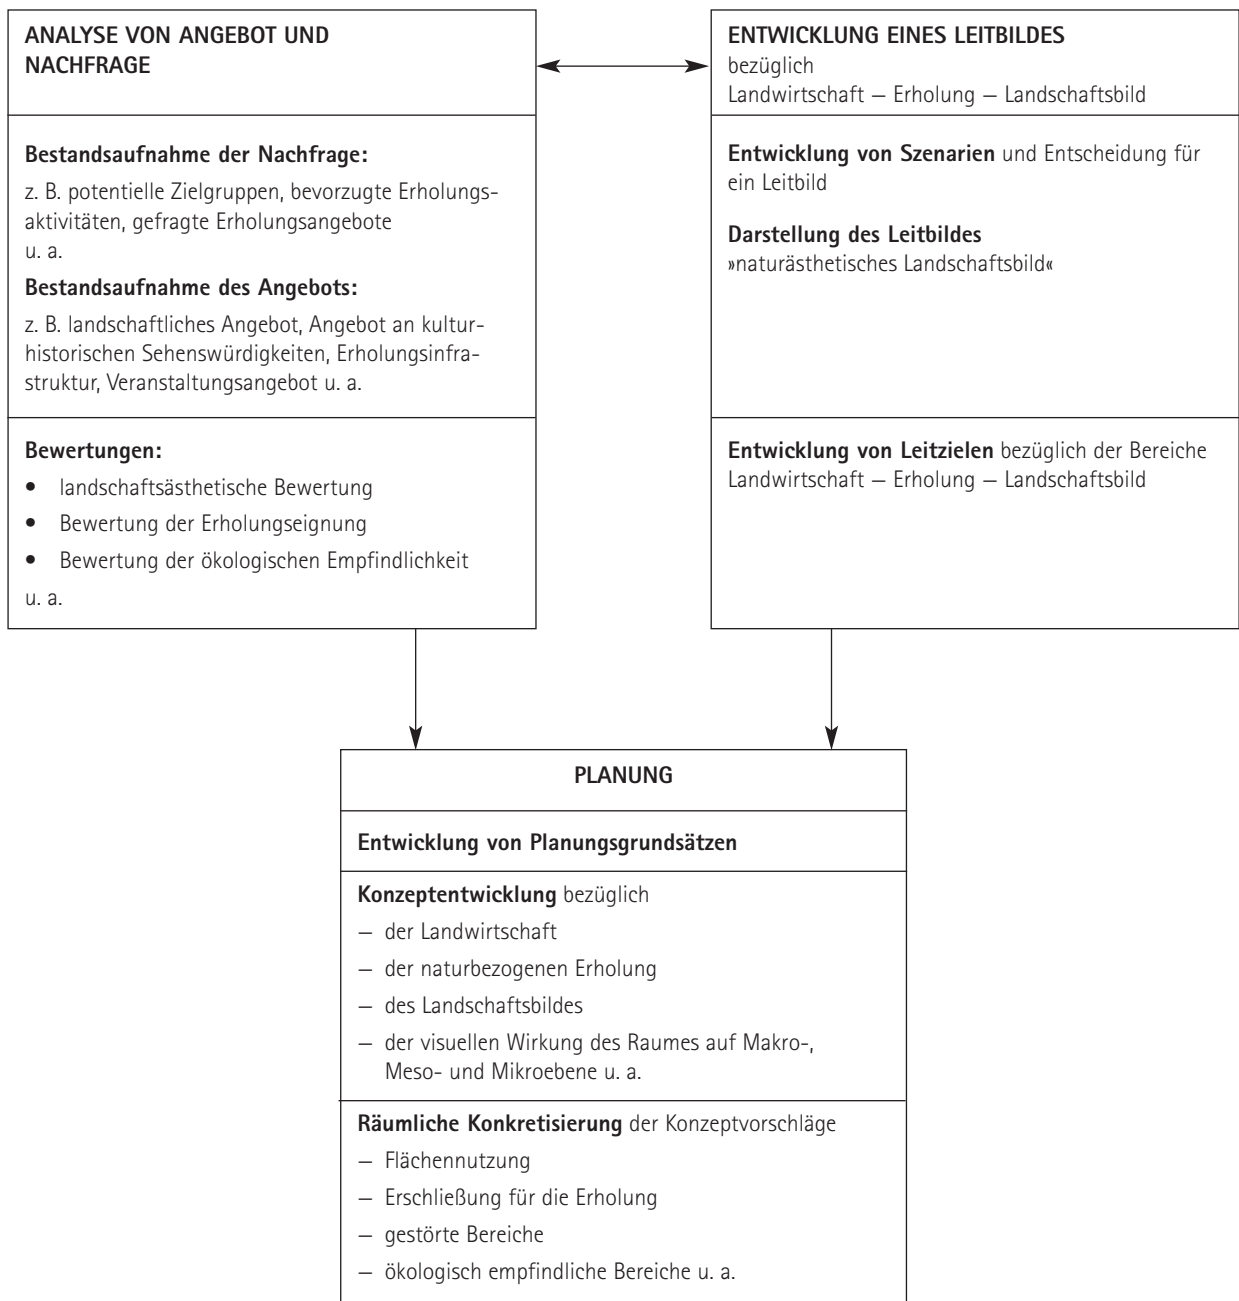 ANALYSE VON ANGEBOT UND
NACHFRAGE
Bestandsaufnahme der Nachfrage:
z. B. potentielle Zielgruppen, bevorzugte Erholungs-
aktivitäten, gefragte Erholungsangebote
u. a.
Bestandsaufnahme des Angebots:
z. B. landschaftliches Angebot, Angebot an kultur-
historischen Sehenswürdigkeiten, Erholungsinfra-
struktur, Veranstaltungsangebot u. a.
Bewertungen:
• landschaftsästhetische Bewertung
• Bewertung der Erholungseignung
• Bewertung der ökologischen Empfindlichkeit
u. a.
ENTWICKLUNG EINES LEITBILDES
bezüglich
Landwirtschaft — Erholung — Landschaftsbild
Entwicklung von Szenarien und Entscheidung für
ein Leitbild
Darstellung des Leitbildes
»naturästhetisches Landschaftsbild«
Entwicklung von Leitzielen bezüglich der Bereiche
Landwirtschaft — Erholung — Landschaftsbild
PLANUNG
Entwicklung von Planungsgrundsätzen
Konzeptentwicklung bezüglich
— der Landwirtschaft
— der naturbezogenen Erholung
— des Landschaftsbildes
— der visuellen Wirkung des Raumes auf Makro-,
Meso- und Mikroebene u. a.
Räumliche Konkretisierung der Konzeptvorschläge
— Flächennutzung
— Erschließung für die Erholung
— gestörte Bereiche
— ökologisch empfindliche Bereiche u. a.